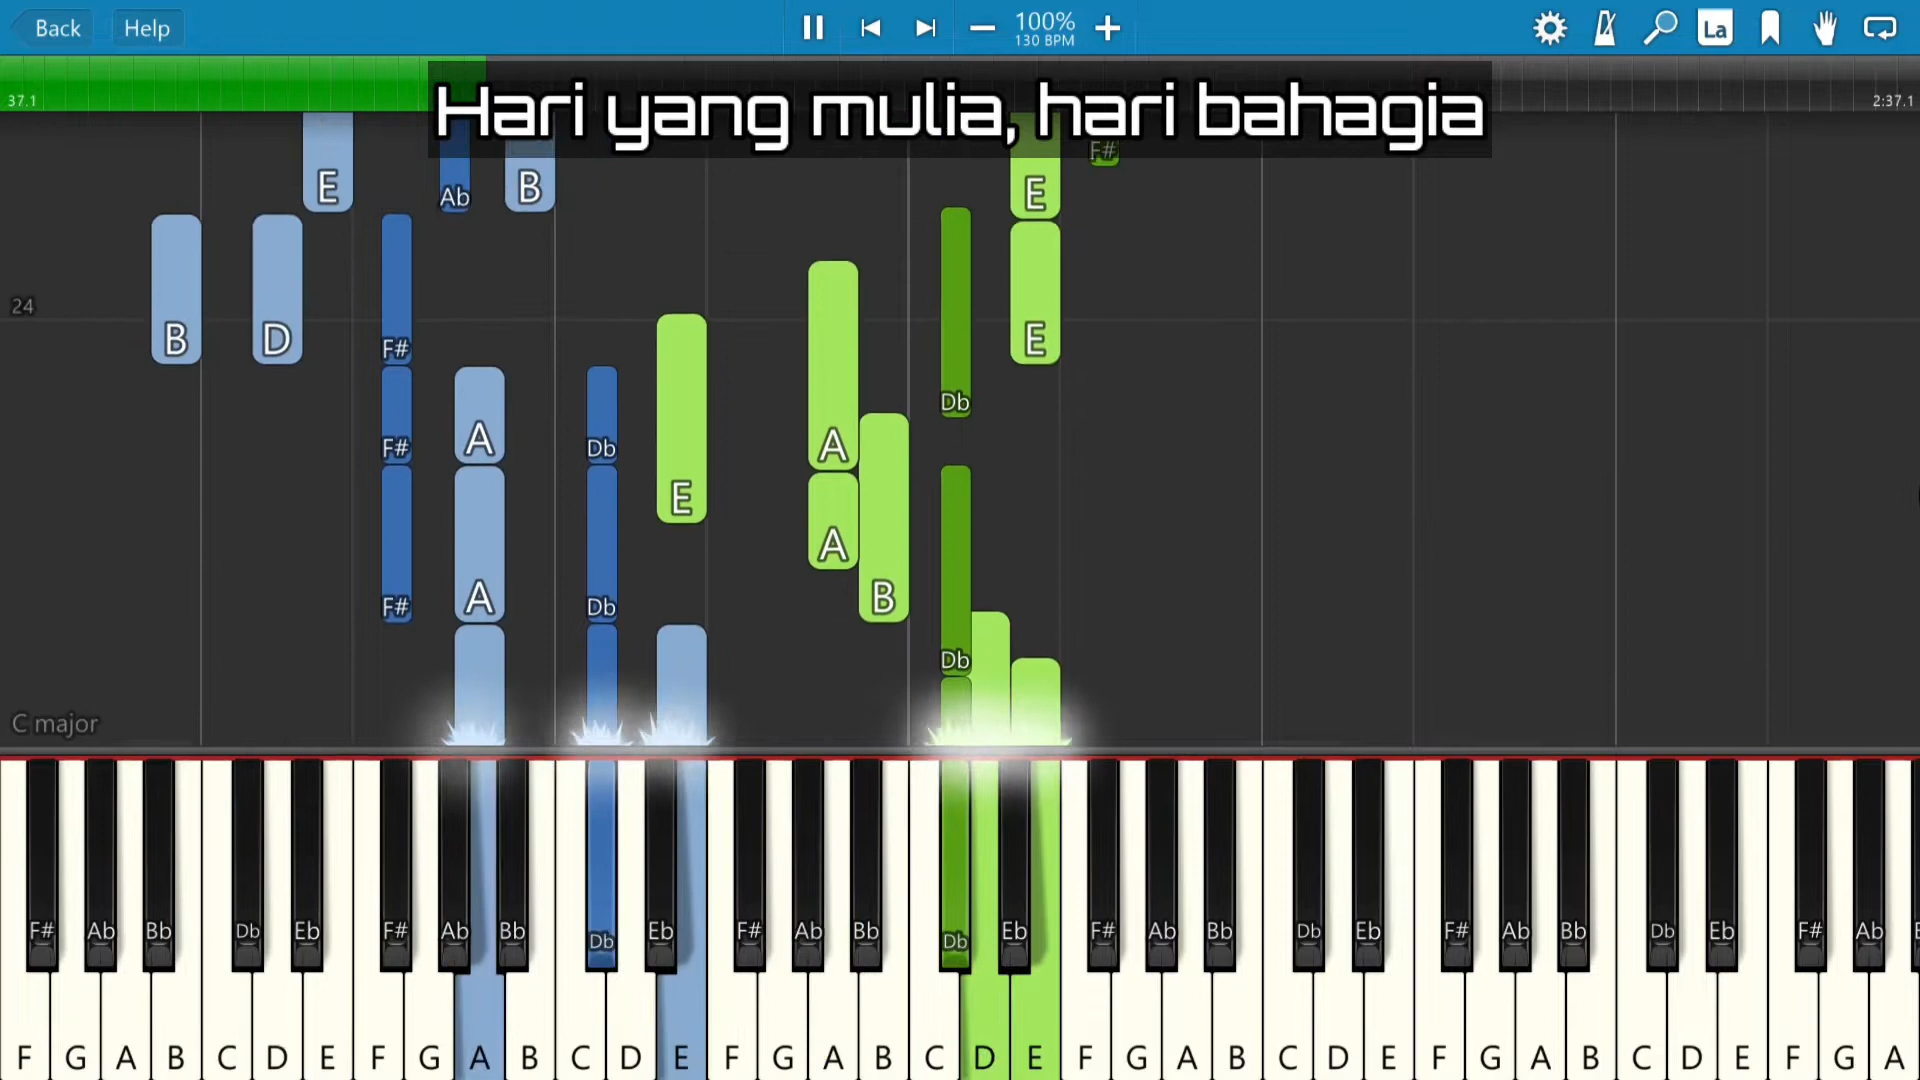 Back Help 100% La
130 BPM
37.1 Hari yang mulia, hari bahagia 2:37.1
F#
E Ab B E
24
B D F# E
Db
F# A Db A
E
A
F# A Db B
Db
C major
F# Ab Bb Db Eb F# Ab Bb Db Eb F# Ab Bb Db Eb F# Ab Bb Db Eb F# Ab Bb Db Eb F# Ab
F G A B C D E F G A B C D E F G A B C D E F G A B C D E F G A B C D E F G A